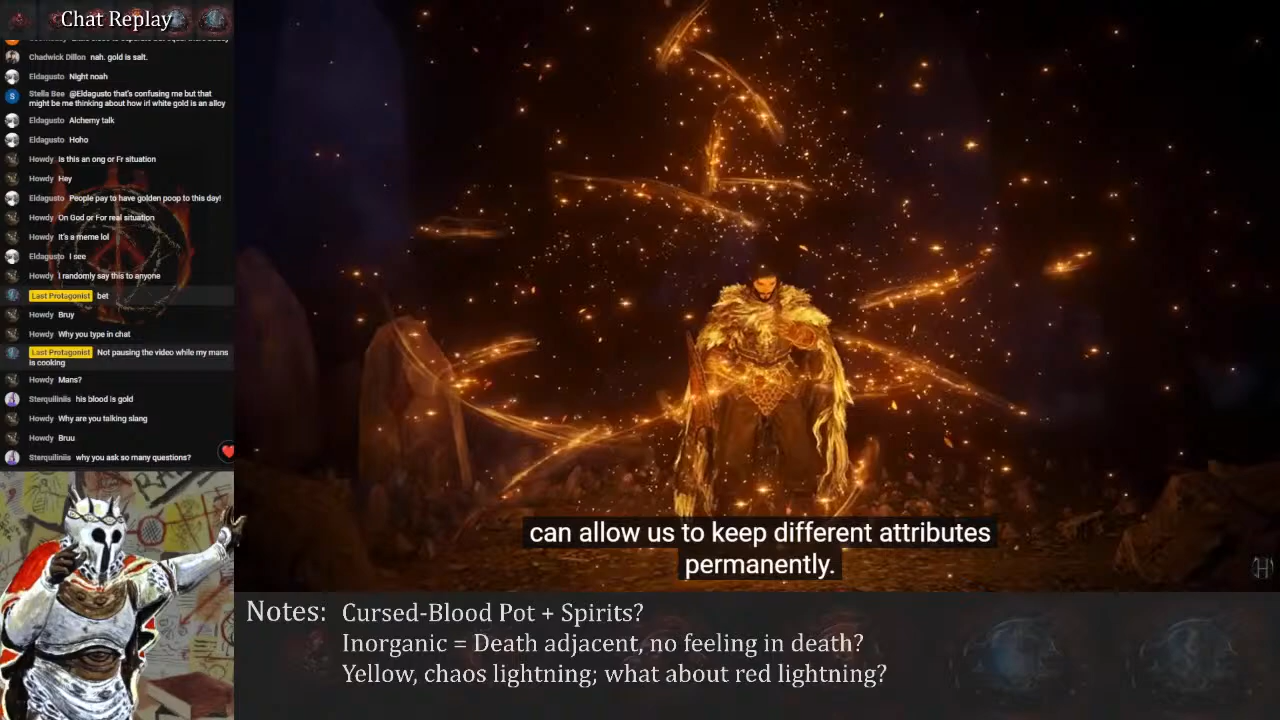 Chat Replay
Chadwick Dillon nah. gold is salt.
Eldagusto Night noah
S Stella Bee @Eldagusto that's confusing me but that
might be me thinking about how irl white gold is an alloy
Eldagusto Alchemy talk
Eldagusto Hoho
Howdy Is this an ong or Fr situation
Howdy Hay
Eldagusto People pay to have golden poop to this day!
Howdy On God or For real situation
Howdy It's a meme lol
Eldagusto I see
Howdy I randomly say this to anyone
Last Protagonist bet
Howdy Bruy
Howdy Why you type in chat
Last Protagonist Not pausing the video while my mans
is cooking
Howdy Mans?
Sterquiliniis his blood is gold
Howdy Why are you talking slang
Howdy Bruu
Sterquiliniis why you ask so many questions?
can allow us to keep different attributes
permanently.
Notes: Cursed-Blood Pot + Spirits?
Inorganic = Death adjacent, no feeling in death?
Yellow, chaos lightning; what about red lightning?